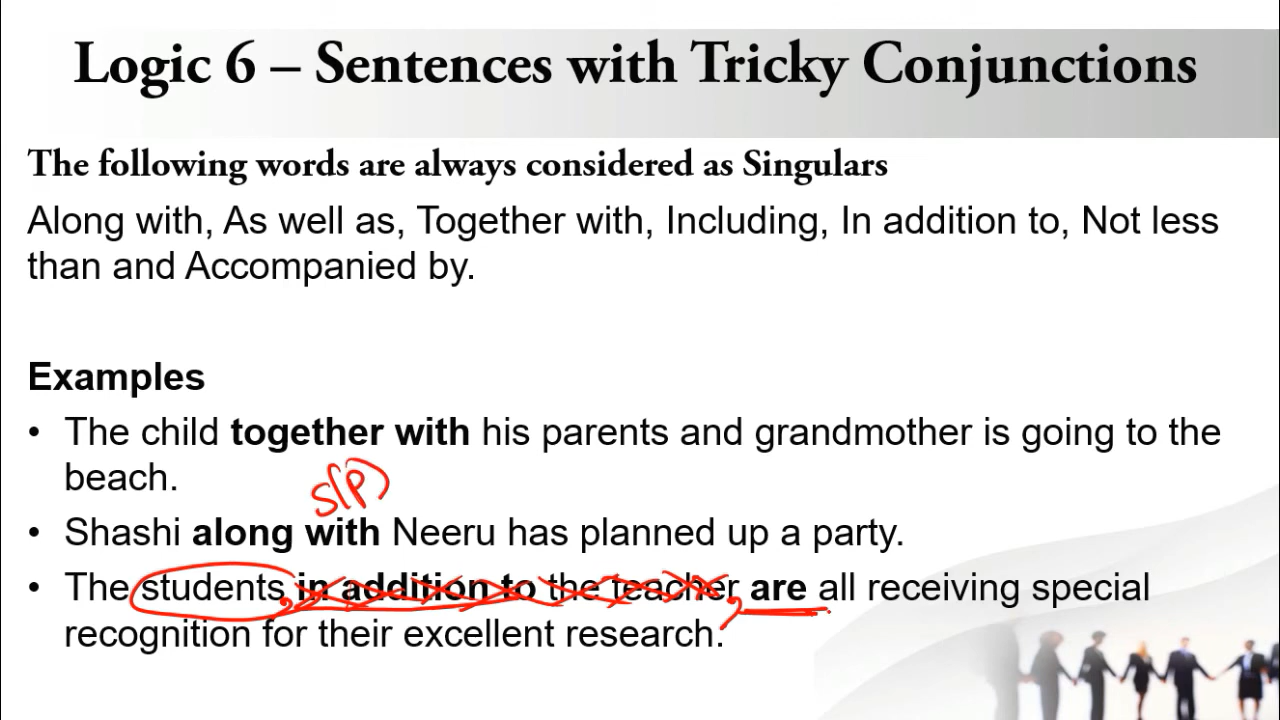 Logic 6 – Sentences with Tricky Conjunctions
The following words are always considered as Singulars
Along with, As well as, Together with, Including, In addition to, Not less
than and Accompanied by.
Examples
• The child together with his parents and grandmother is going to the
beach.
S(P)
• Shashi along with Neeru has planned up a party.
• The students, in addition to the teacher, are all receiving special
recognition for their excellent research.